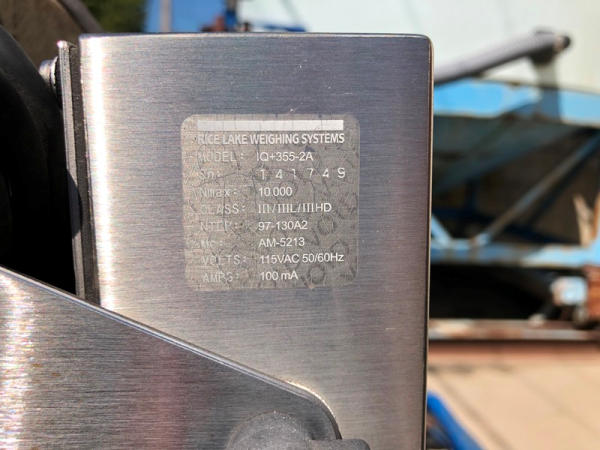 RICE LAKE WEIGHING SYSTEMS
MODEL: IQ+355-2A
Sn: 141749
Nmax: 10 000
CLASS: III/IIIL/IIIHD
NTEP: 97-130A2
Mc: AM-5213
VOLTS: 115VAC 50/60Hz
AMPS: 100 mA